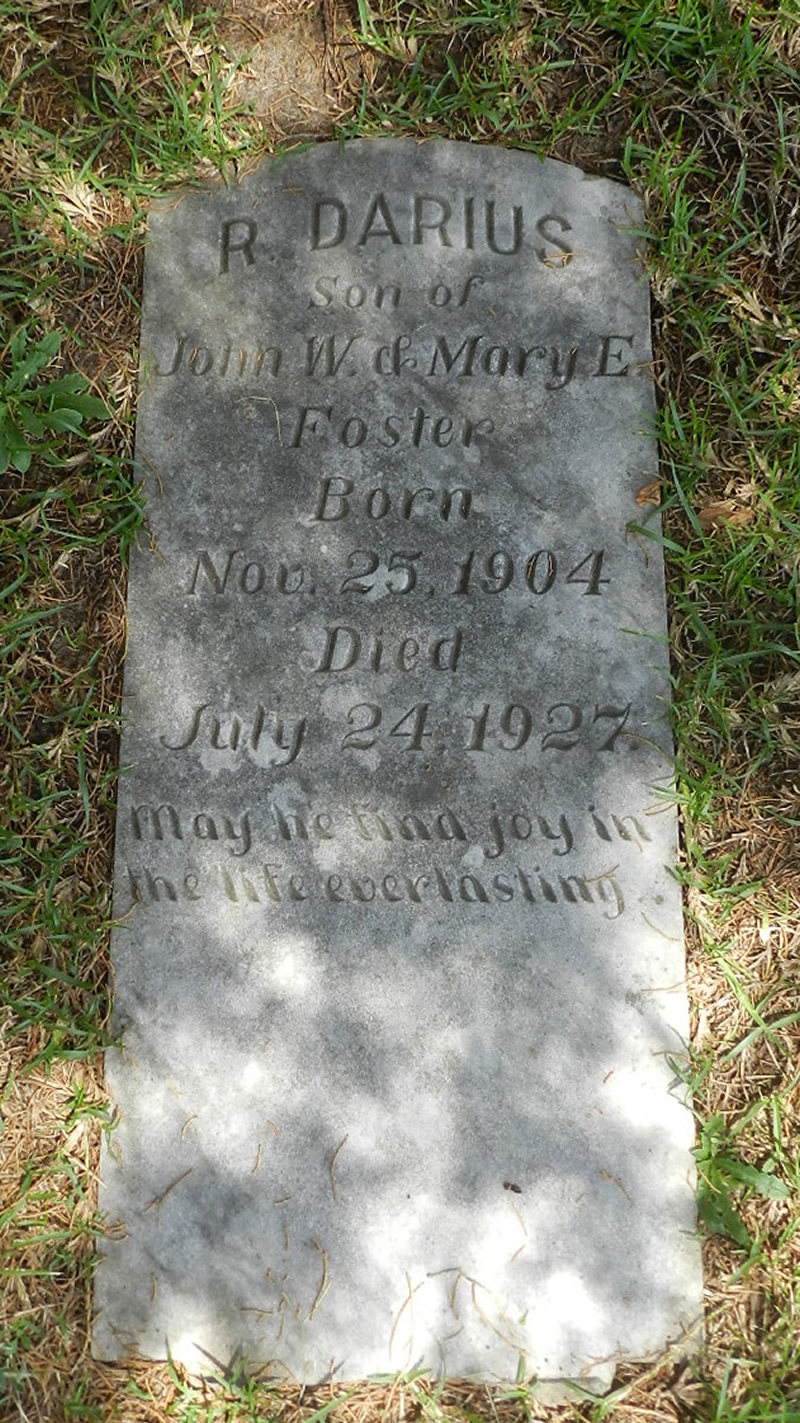 R. DARIUS
Son of
John W. & Mary E
Foster
Born
Nov. 25, 1904
Died
July 24, 1927.
May he find joy in
the life everlasting.